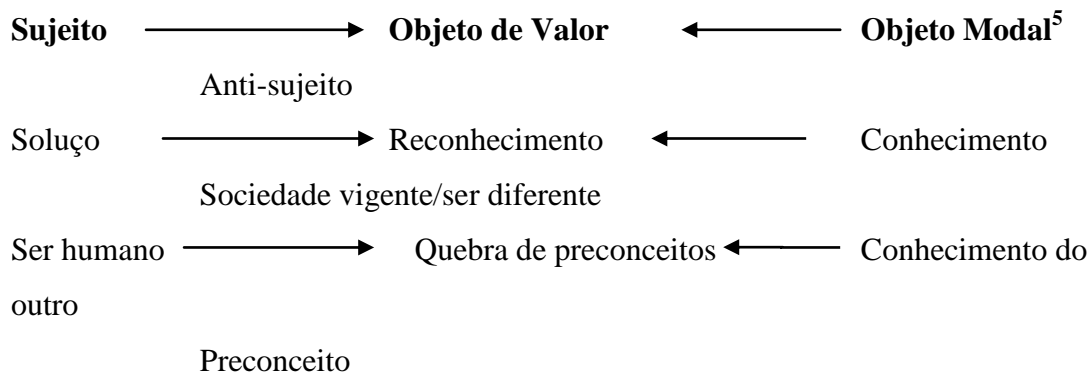 Sujeito Objeto de Valor Objeto Modal5
Anti-sujeito
Soluço Reconhecimento Conhecimento
Sociedade vigente/ser diferente
Ser humano Quebra de preconceitos Conhecimento do
outro
Preconceito